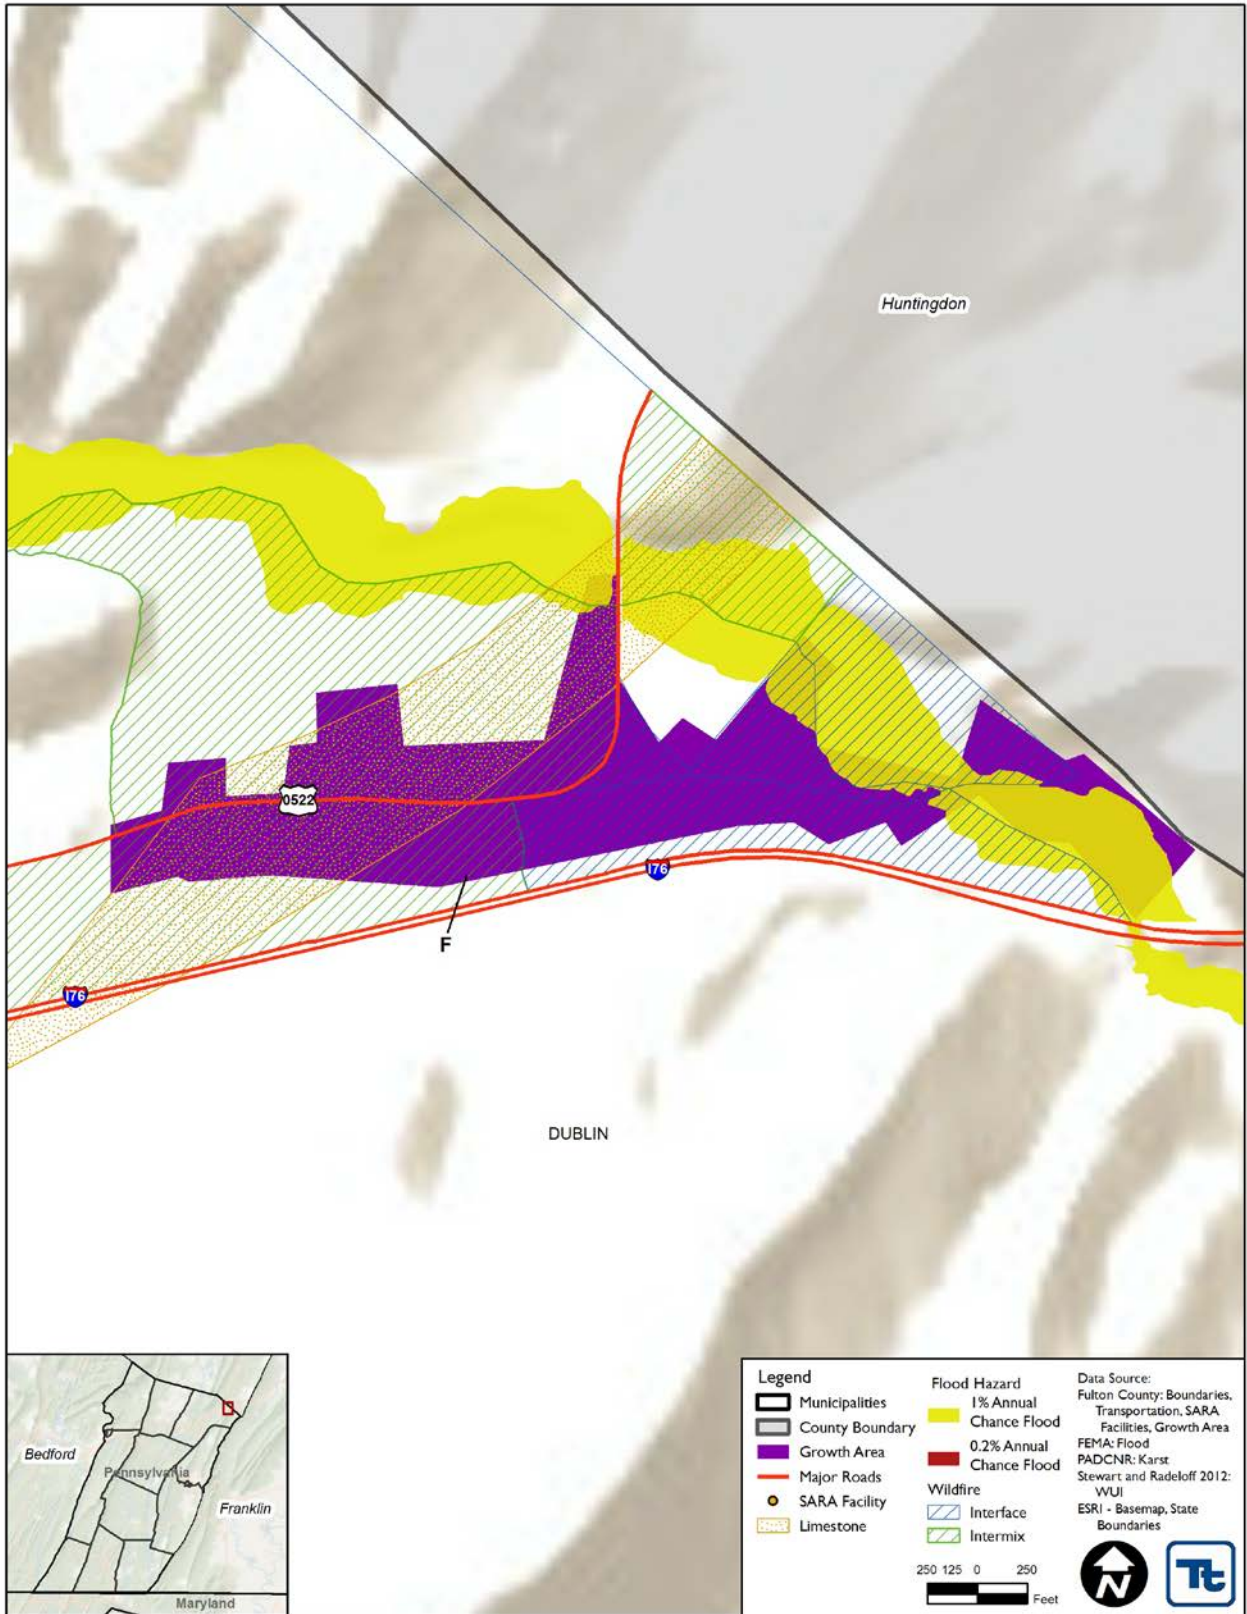 Huntingdon
0522
I76
F
I76
DUBLIN
Bedford
Pennsylvania
Franklin
Maryland
Legend
Municipalities
County Boundary
Growth Area
Major Roads
SARA Facility
Limestone
Flood Hazard
1% Annual
Chance Flood
0.2% Annual
Chance Flood
Wildfire
Interface
Intermix
250 125 0 250
Feet
Data Source:
Fulton County: Boundaries,
Transportation, SARA
Facilities, Growth Area
FEMA: Flood
PADCNR: Karst
Stewart and Radeloff 2012:
WUI
ESRI - Basemap, State
Boundaries
N
Tt